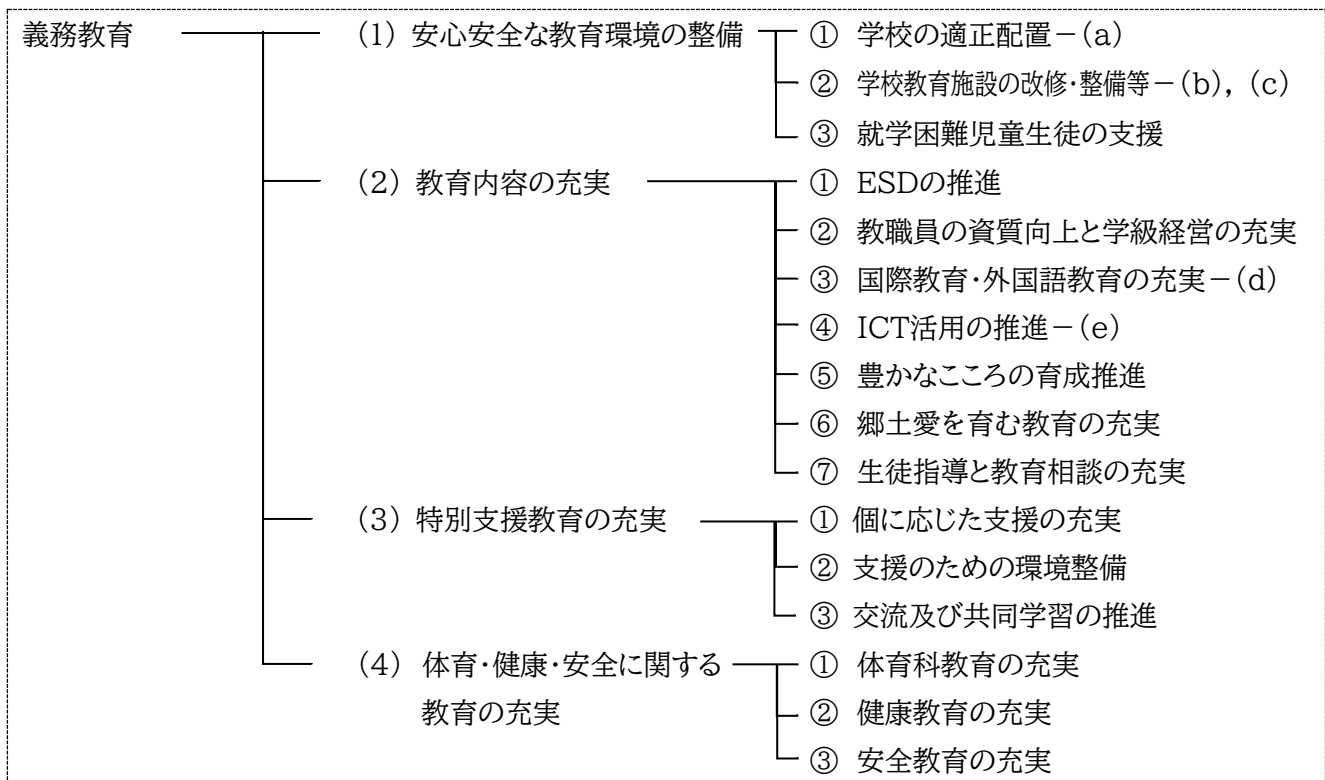 義務教育 (1) 安心安全な教育環境の整備 ① 学校の適正配置－(a)
② 学校教育施設の改修・整備等－(b), (c)
③ 就学困難児童生徒の支援
(2) 教育内容の充実 ① ESDの推進
② 教職員の資質向上と学級経営の充実
③ 国際教育・外国語教育の充実－(d)
④ ICT活用の推進－(e)
⑤ 豊かなこころの育成推進
⑥ 郷土愛を育む教育の充実
⑦ 生徒指導と教育相談の充実
(3) 特別支援教育の充実 ① 個に応じた支援の充実
② 支援のための環境整備
③ 交流及び共同学習の推進
(4) 体育・健康・安全に関する ① 体育科教育の充実
教育の充実 ② 健康教育の充実
③ 安全教育の充実